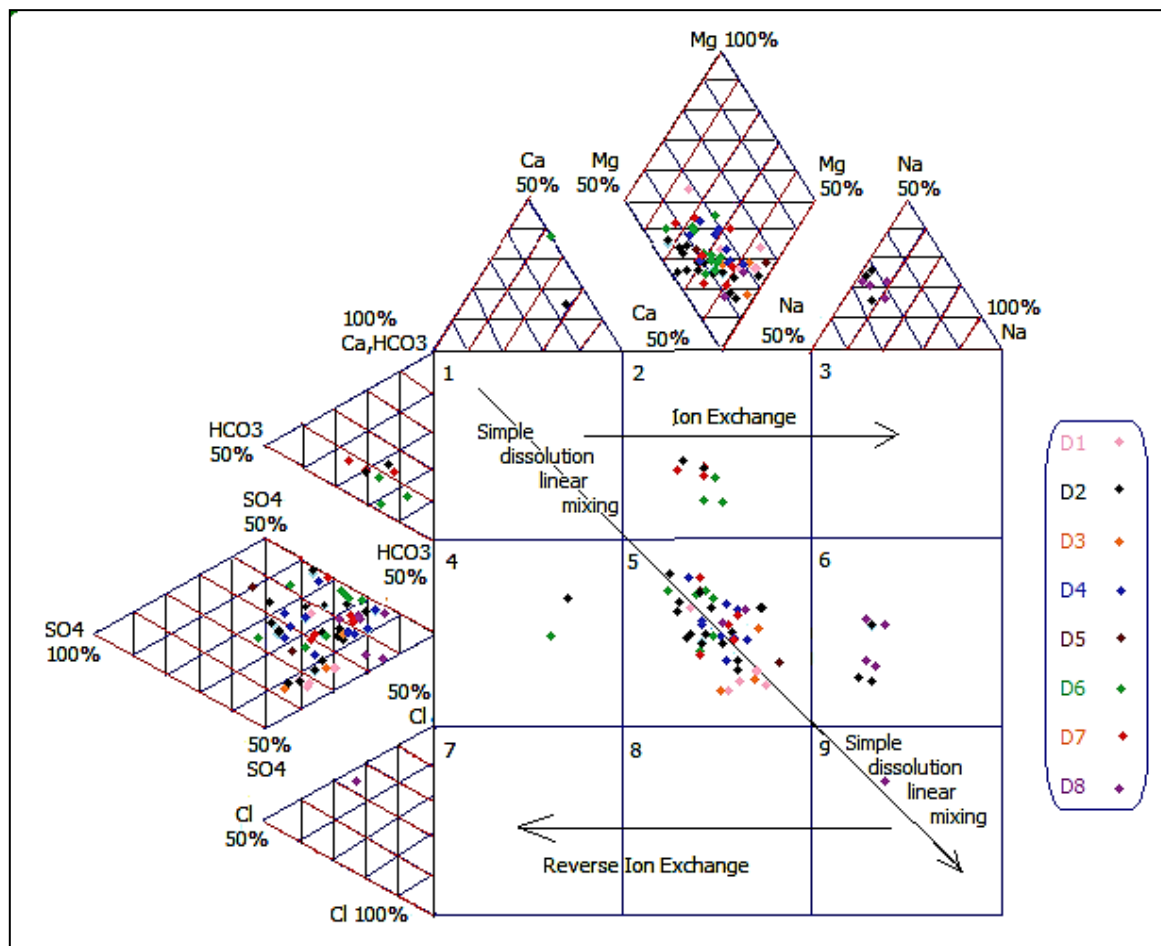 Mg 100%
Ca
50%
Mg
50%
Mg
50%
Na
50%
100%
Ca,HCO3
Ca
50%
Na
50%
100%
Na
1
2
3
Simple
dissolution
linear
mixing
Ion Exchange
HCO3
50%
SO4
50%
HCO3
50%
4
5
6
SO4
100%
50%
Cl
50%
SO4
7
8
9
Simple
dissolution
linear
mixing
Cl
50%
Reverse Ion Exchange
Cl 100%
D1
D2
D3
D4
D5
D6
D7
D8